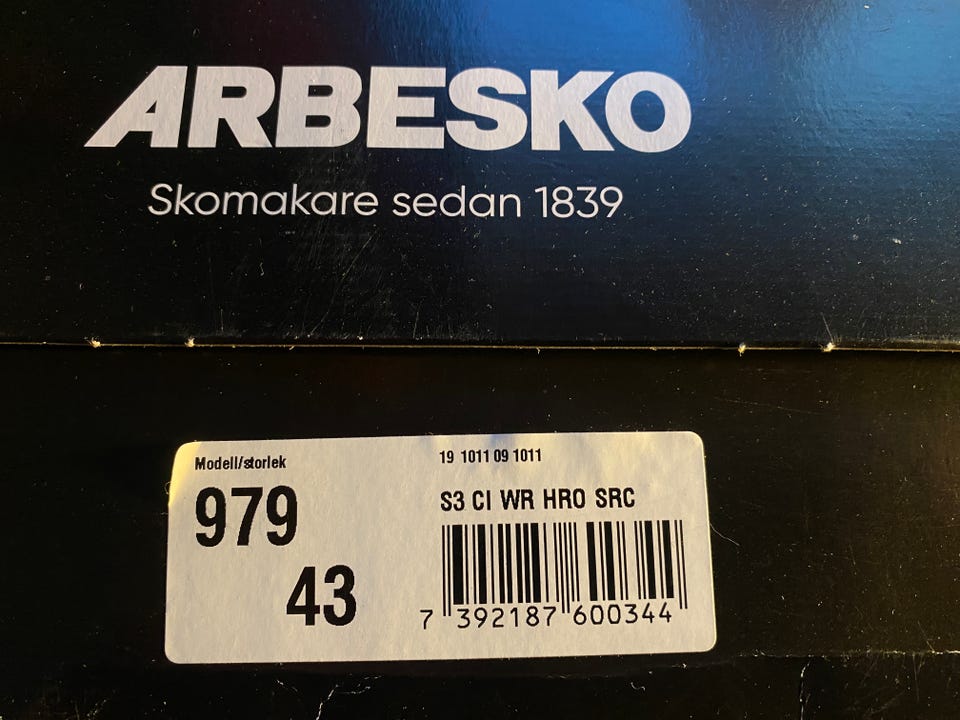 ARBESKO
Skomakare sedan 1839
Modell/storlek
979
43
19 1011 09 1011
S3 CI WR HRO SRC
7 392187 600344